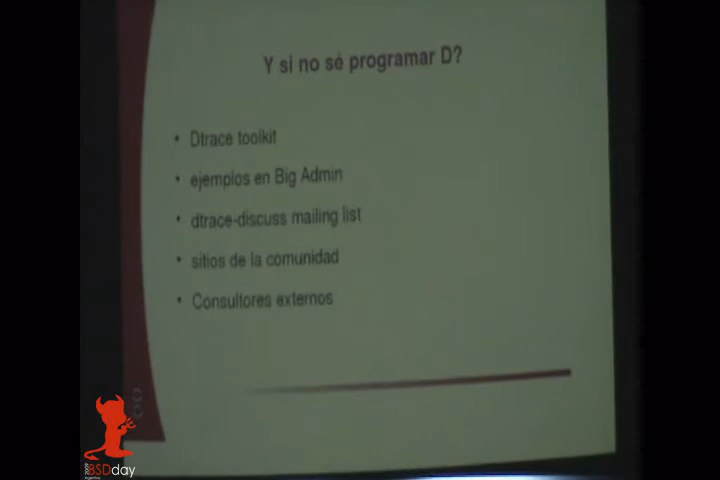 Y si no sé programar D?
• Dtrace toolkit
• ejemplos en Big Admin
• dtrace-discuss mailing list
• sitios de la comunidad
• Consultores externos
BSDday